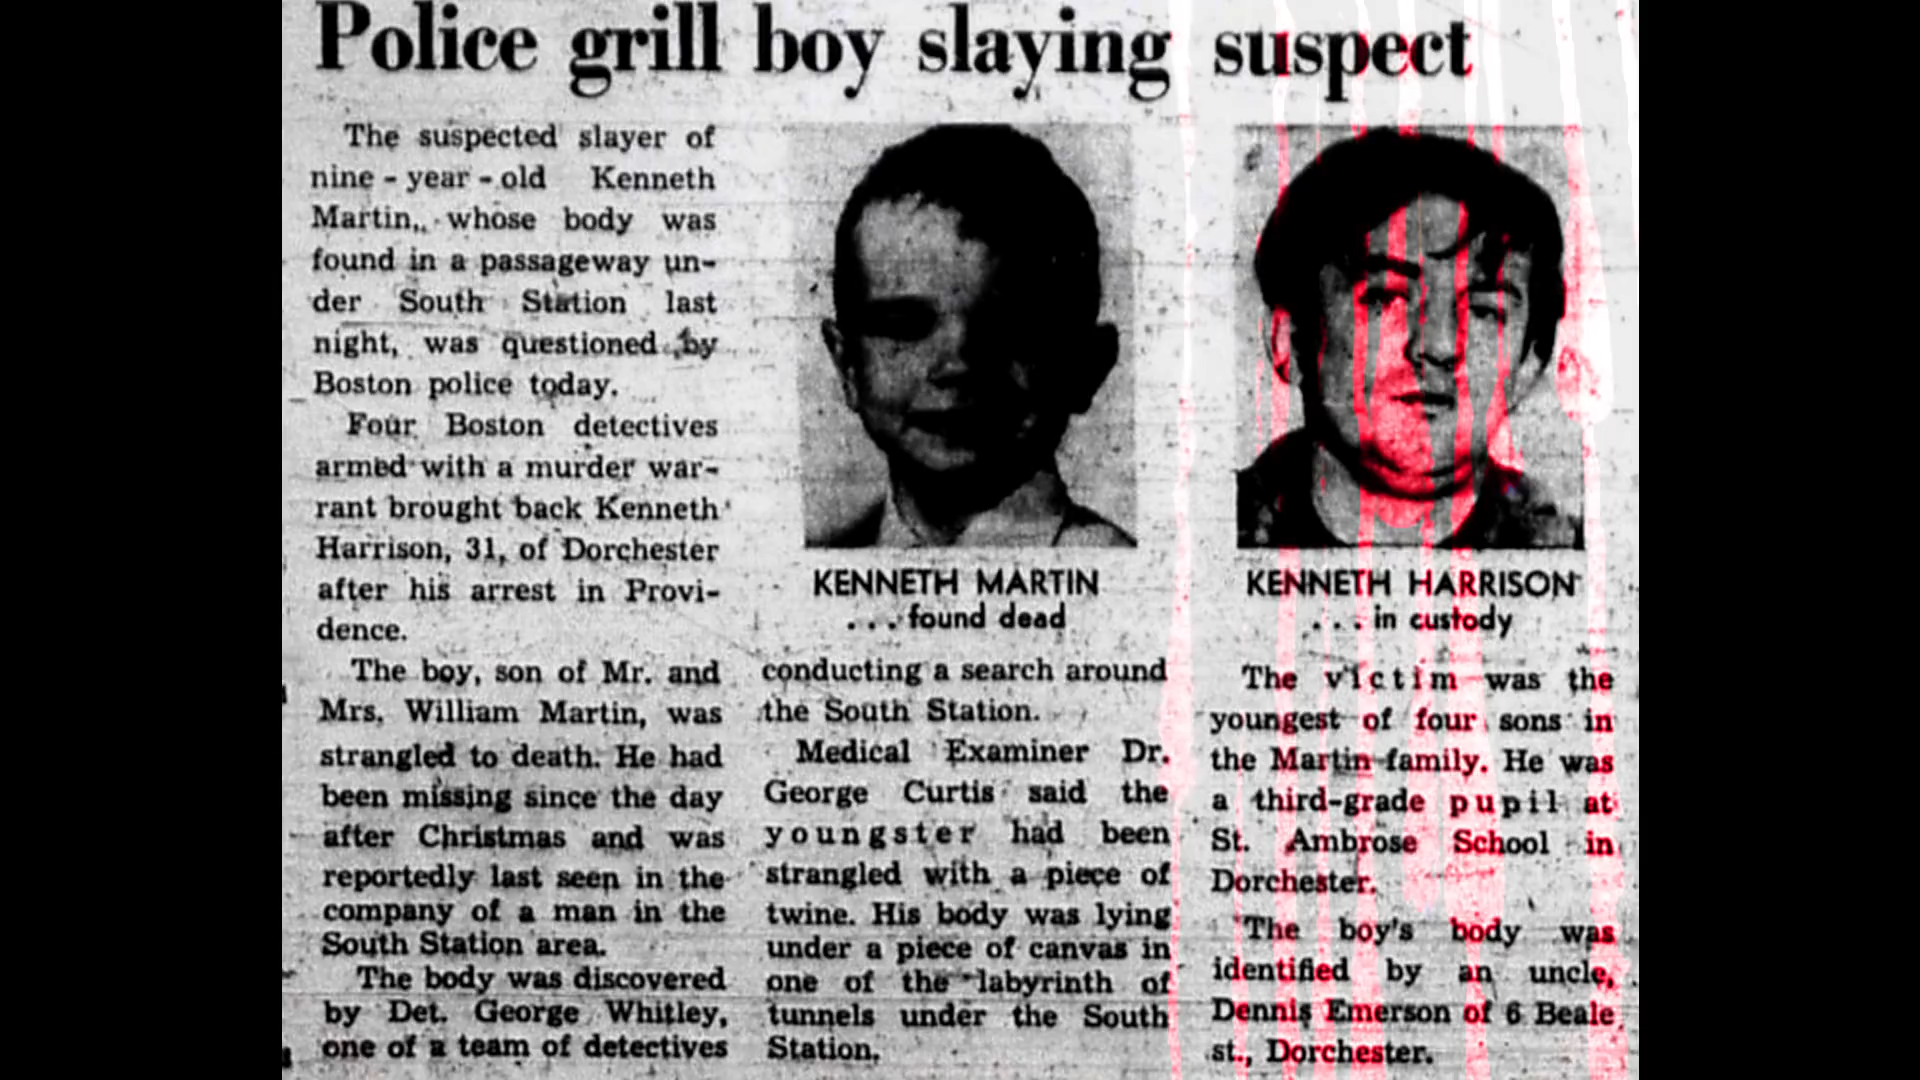 Police grill boy slaying suspect
The suspected slayer of
nine - year - old Kenneth
Martin, whose body was
found in a passageway un-
der South Station last
night, was questioned by
Boston police today.
Four Boston detectives
armed with a murder war-
rant brought back Kenneth
Harrison, 31, of Dorchester
after his arrest in Provi-
dence.
The boy, son of Mr. and
Mrs. William Martin, was
strangled to death. He had
been missing since the day
after Christmas and was
reportedly last seen in the
company of a man in the
South Station area.
The body was discovered
by Det. George Whitley,
one of a team of detectives
KENNETH MARTIN
. . . found dead
conducting a search around
the South Station.
Medical Examiner Dr.
George Curtis said the
youngster had been
strangled with a piece of
twine. His body was lying
under a piece of canvas in
one of the labyrinth of
tunnels under the South
Station.
KENNETH HARRISON
. . . in custody
The victim was the
youngest of four sons in
the Martin family. He was
a third-grade pupil at
St. Ambrose School in
Dorchester.
The boy's body was
identified by an uncle,
Dennis Emerson of 6 Beale
st., Dorchester.